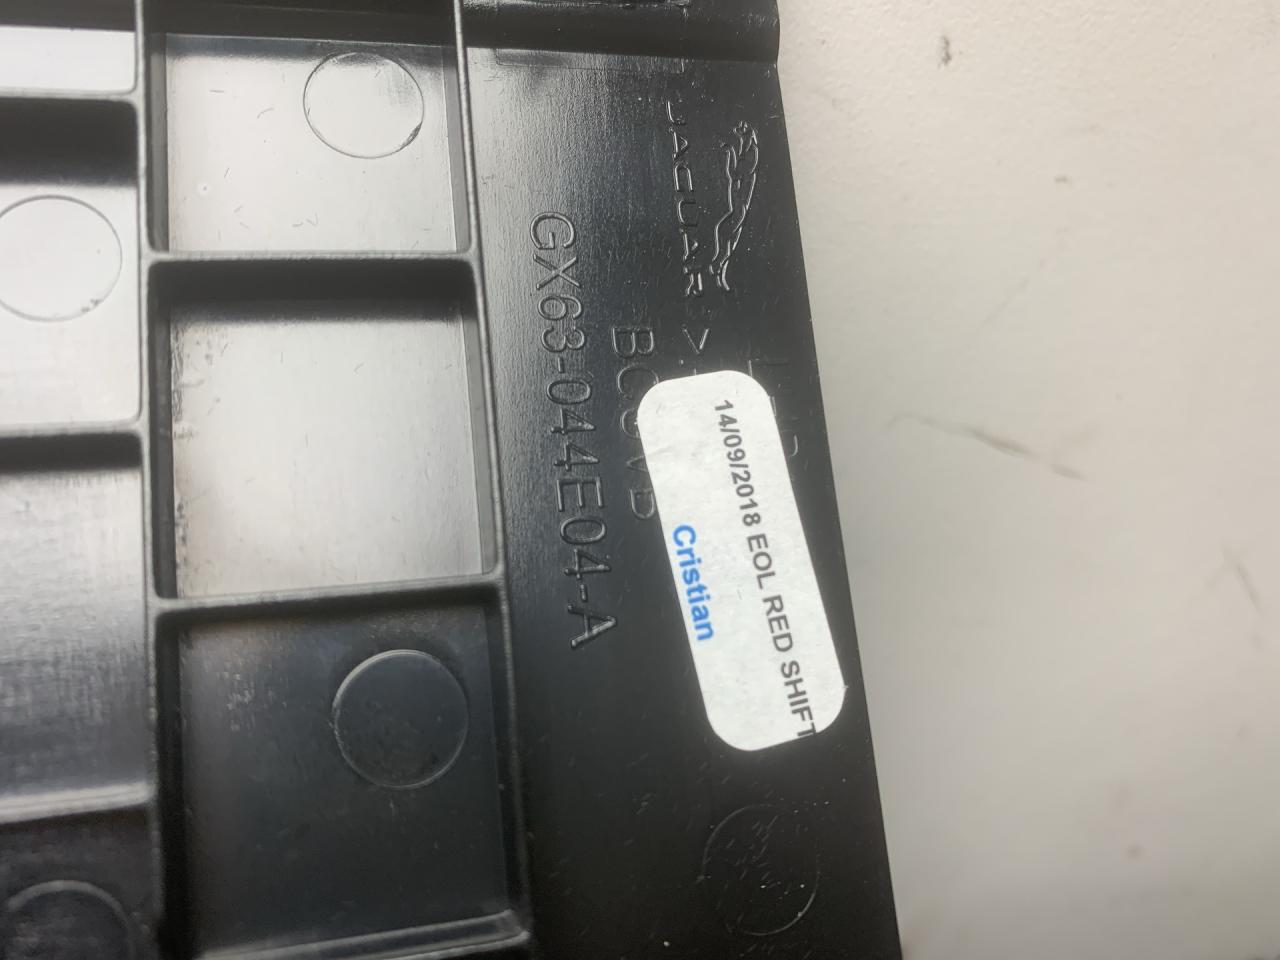 JAGUAR
GX63-044E04-A
14/09/2018 EOL RED SHIFT
Cristian